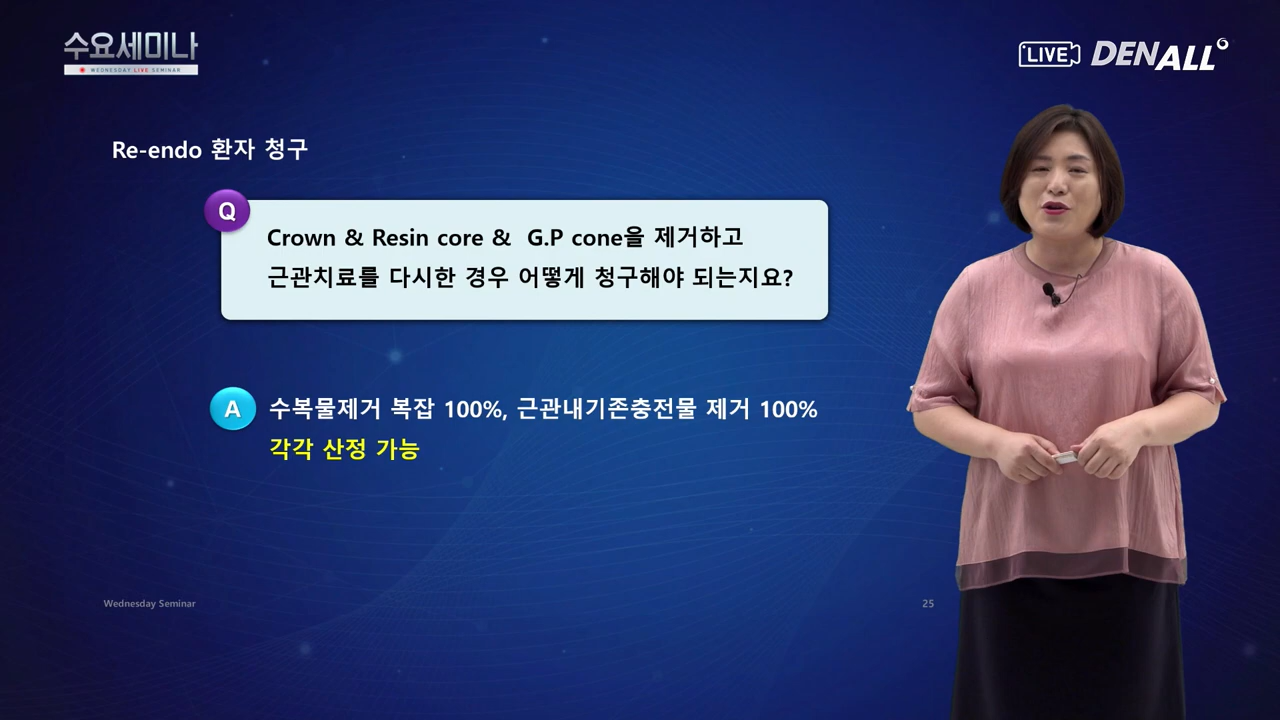 수요세미나
WEDNESDAY LIVE SEMINAR
LIVE
DENALL
Re-endo 환자 청구
Q
Crown & Resin core & G.P cone을 제거하고
근관치료를 다시한 경우 어떻게 청구해야 되는지요?
A
수복물제거 복잡 100%, 근관내기존충전물 제거 100%
각각 산정 가능
Wednesday Seminar
25